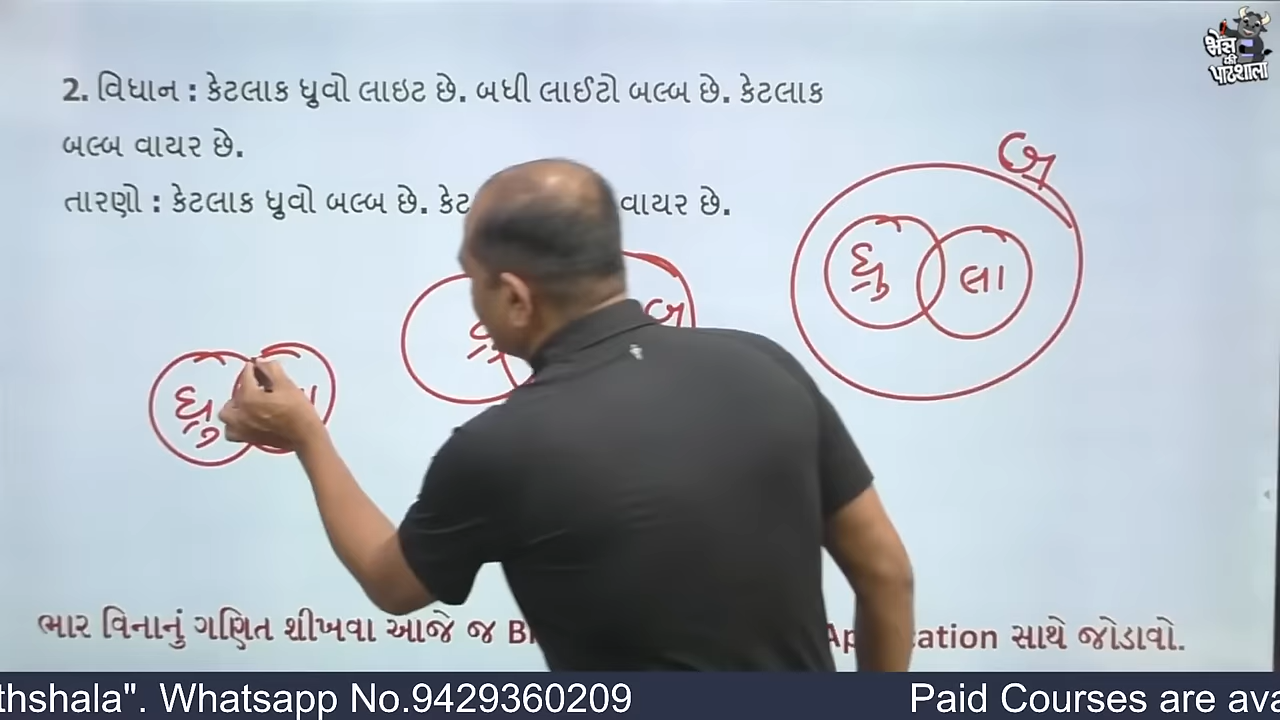 ભેંસ
કી
પાઠશાલા
2. વિધાન : કેટલાક ધ્રુવો લાઇટ છે. બધી લાઈટો બલ્બ છે. કેટલાક
બલ્બ વાયર છે.
તારણો : કેટલાક ધ્રુવો બલ્બ છે. કેટ વાયર છે.
બ
ધ્રુ લા
બ
ધ્રુ
ધ્રુ
ભાર વિનાનું ગણિત શીખવા આજે જ સાથે જોડાવો.
thshala". Whatsapp No.9429360209 Paid Courses are ava